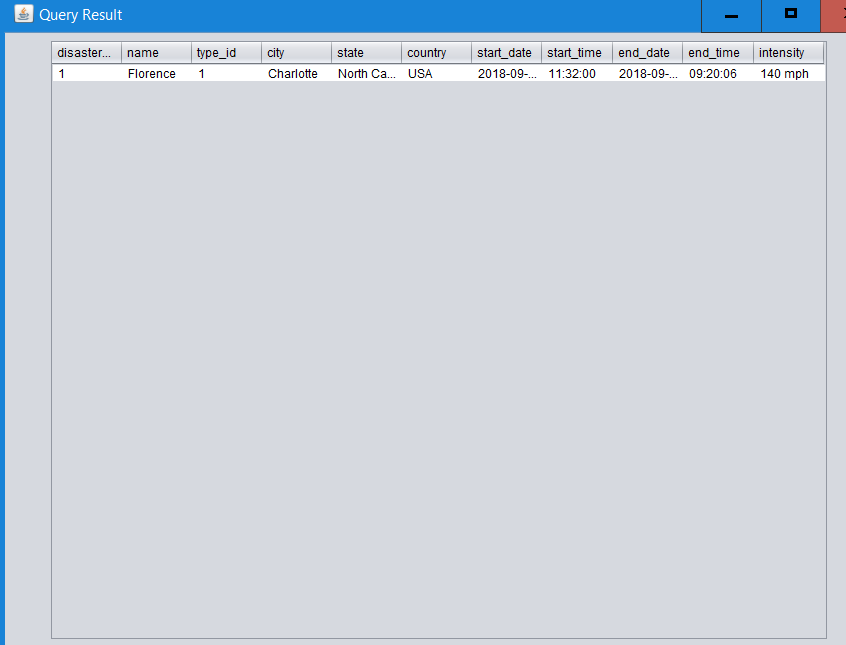 Query Result
disaster... name type_id city state country start_date start_time end_date end_time intensity
1 Florence 1 Charlotte North Ca... USA 2018-09-... 11:32:00 2018-09-... 09:20:06 140 mph